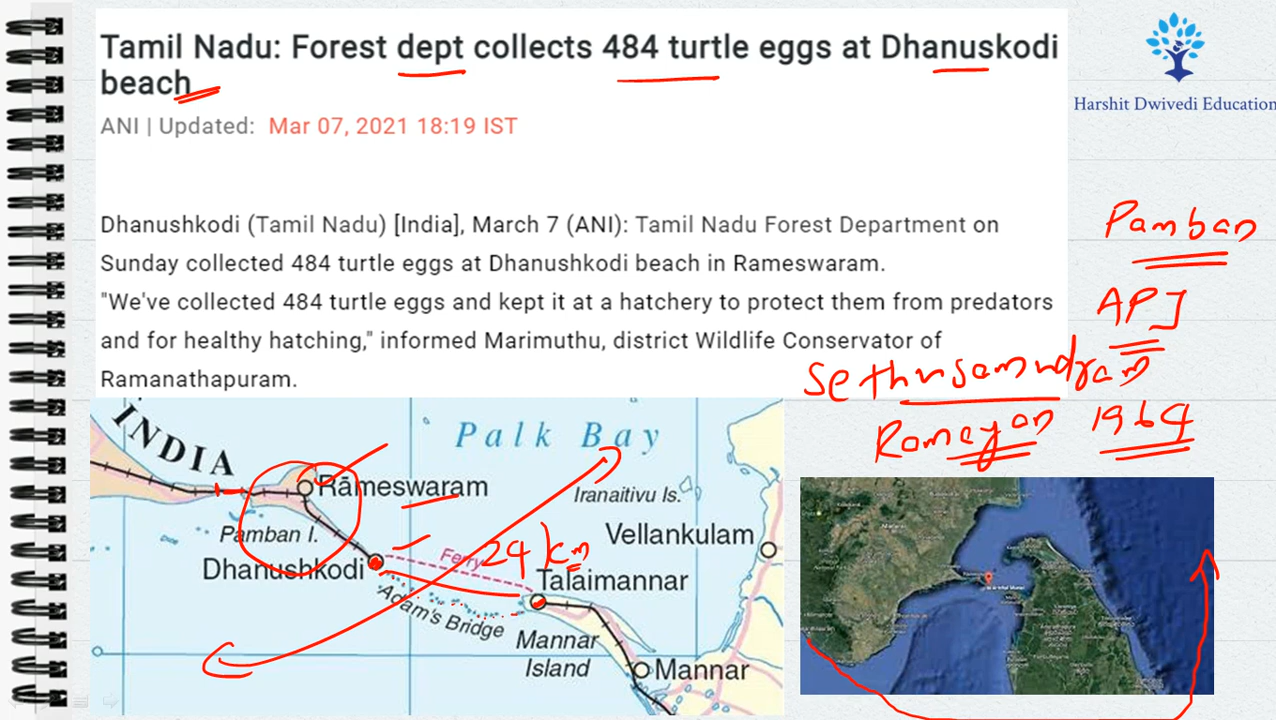 Tamil Nadu: Forest dept collects 484 turtle eggs at Dhanuskodi
beach
ANI | Updated: Mar 07, 2021 18:19 IST
Harshit Dwivedi Education
Dhanushkodi (Tamil Nadu) [India], March 7 (ANI): Tamil Nadu Forest Department on
Sunday collected 484 turtle eggs at Dhanushkodi beach in Rameswaram.
"We've collected 484 turtle eggs and kept it at a hatchery to protect them from predators
and for healthy hatching," informed Marimuthu, district Wildlife Conservator of
Ramanathapuram.
Pamban
APJ
Sethusamudram
Ramayan 1964
INDIA
Palk Bay
Rāmeswaram
Iranaitivu Is.
Pamban I.
Vellankulam
Dhanushkodi
Ferry
24 km
Talaimannar
Adam's Bridge
Mannar
Island
Mannar